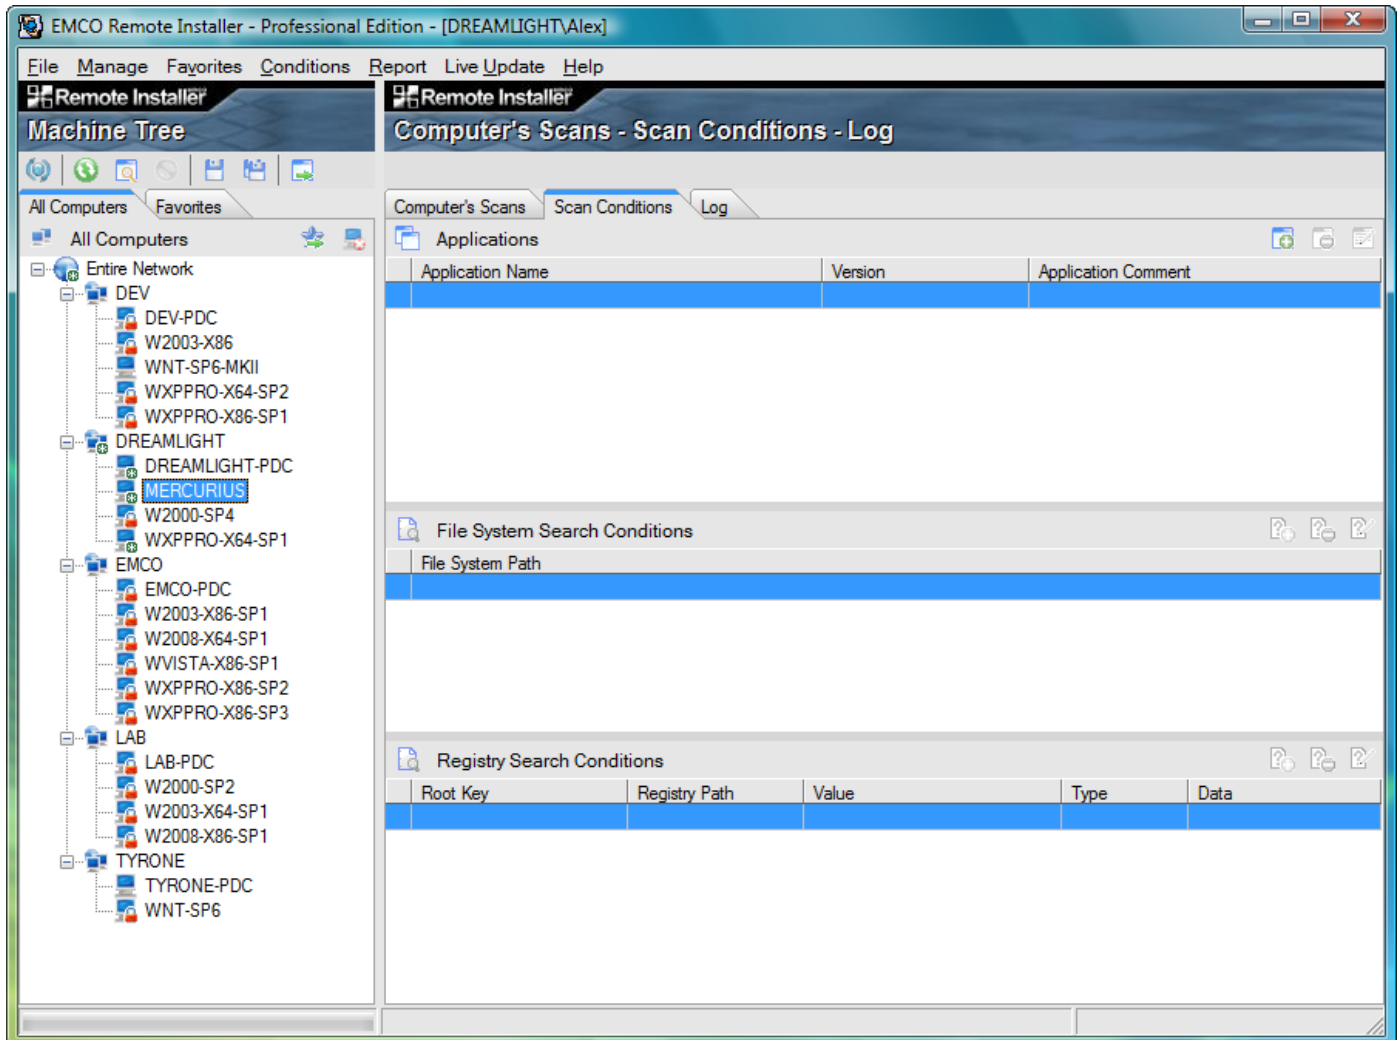 EMCO Remote Installer - Professional Edition - [DREAMLIGHT\Alex]
File Manage Favorites Conditions Report Live Update Help
Remote Installer
Machine Tree
All Computers Favorites
All Computers
Entire Network
DEV
DEV-PDC
W2003-X86
WNT-SP6-MKII
WXPPRO-X64-SP2
WXPPRO-X86-SP1
DREAMLIGHT
DREAMLIGHT-PDC
MERCURIUS
W2000-SP4
WXPPRO-X64-SP1
EMCO
EMCO-PDC
W2003-X86-SP1
W2008-X64-SP1
WVISTA-X86-SP1
WXPPRO-X86-SP2
WXPPRO-X86-SP3
LAB
LAB-PDC
W2000-SP2
W2003-X64-SP1
W2008-X86-SP1
TYRONE
TYRONE-PDC
WNT-SP6
Remote Installer
Computer's Scans - Scan Conditions - Log
Computer's Scans Scan Conditions Log
Applications
Application Name Version Application Comment
File System Search Conditions
File System Path
Registry Search Conditions
Root Key Registry Path Value Type Data